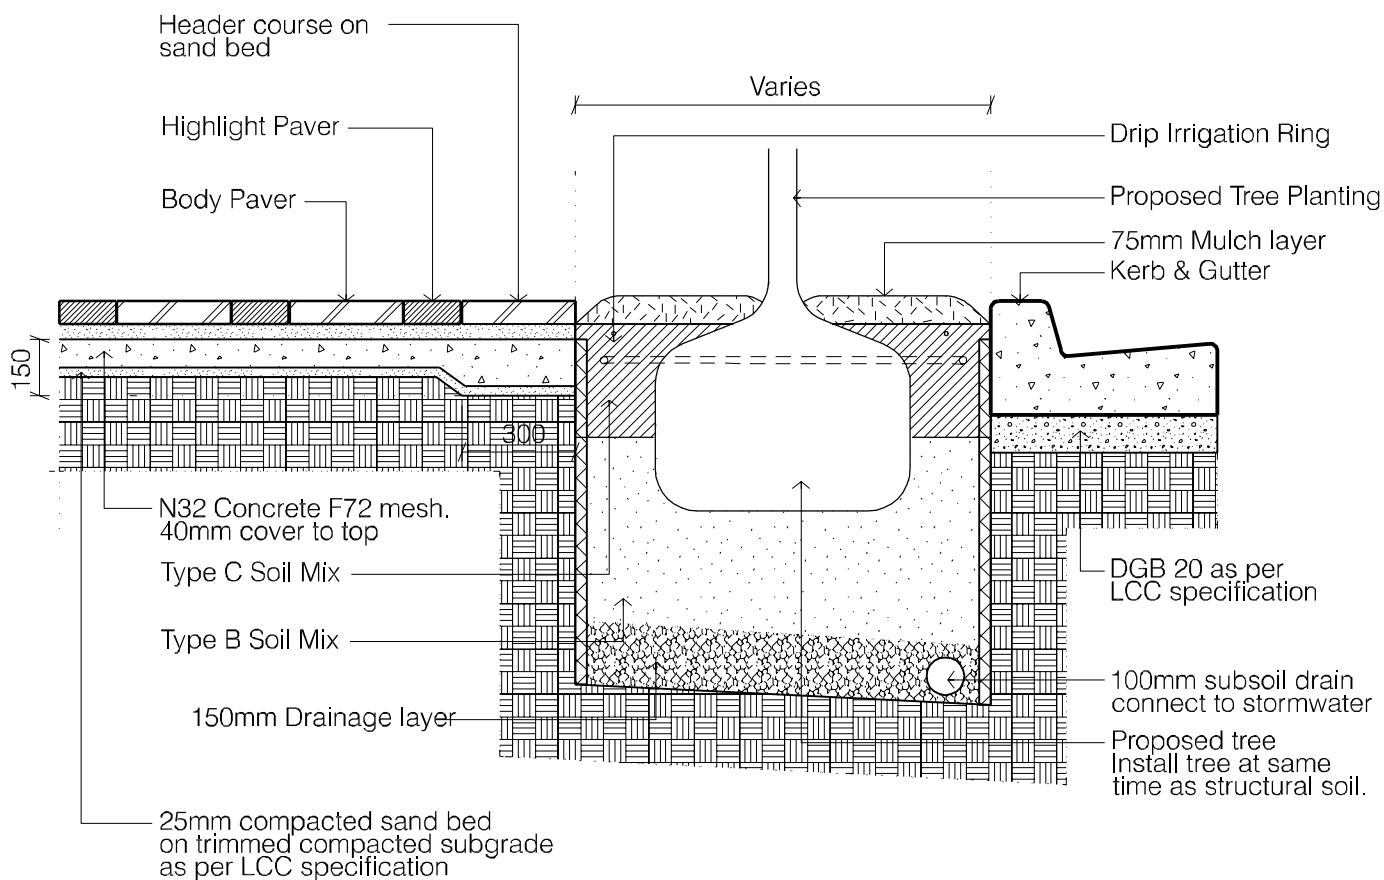 Header course on
sand bed
Varies
Highlight Paver
Drip Irrigation Ring
Body Paver
Proposed Tree Planting
75mm Mulch layer
Kerb & Gutter
150
300
N32 Concrete F72 mesh.
40mm cover to top
Type C Soil Mix
DGB 20 as per
LCC specification
Type B Soil Mix
100mm subsoil drain
connect to stormwater
150mm Drainage layer
Proposed tree
Install tree at same
time as structural soil.
25mm compacted sand bed
on trimmed compacted subgrade
as per LCC specification